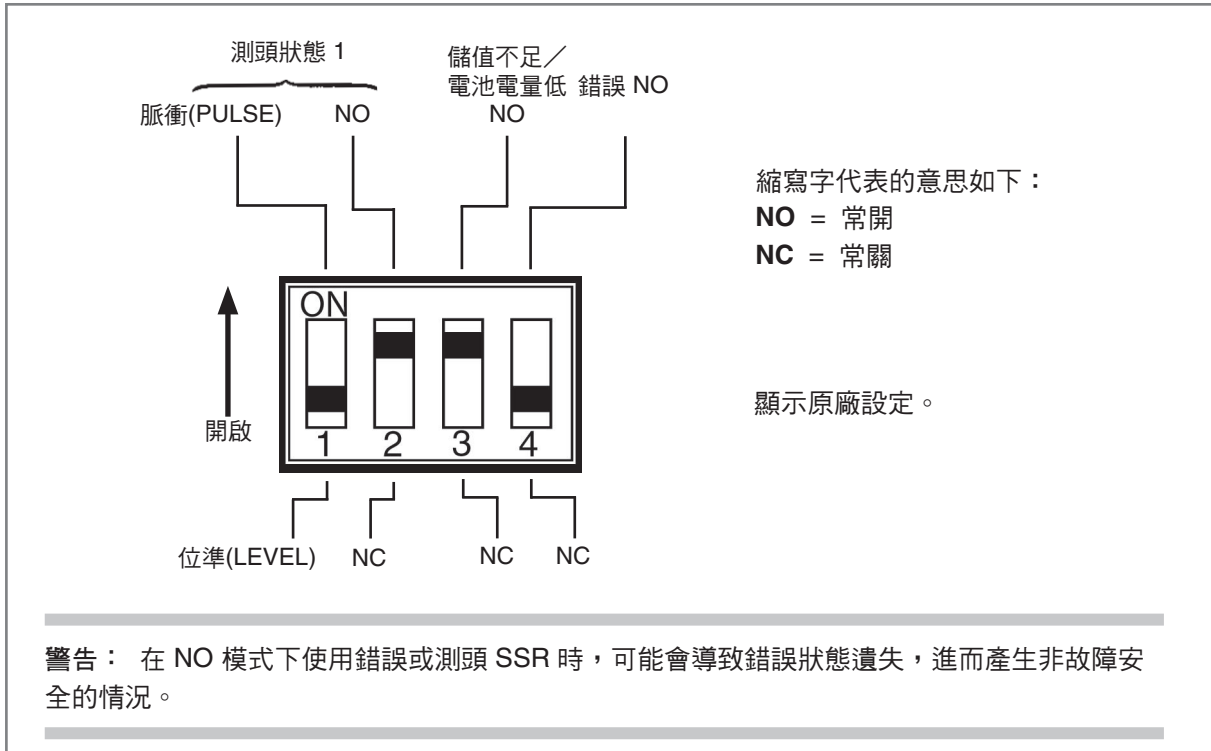 測頭狀態 1
儲值不足／
電池電量低 錯誤 NO
脈衝(PULSE) NO NO
縮寫字代表的意思如下：
NO = 常開
NC = 常關
ON
開啟
1 2 3 4
顯示原廠設定。
位準(LEVEL) NC NC NC
警告： 在 NO 模式下使用錯誤或測頭 SSR 時，可能會導致錯誤狀態遺失，進而產生非故障安
全的情況。